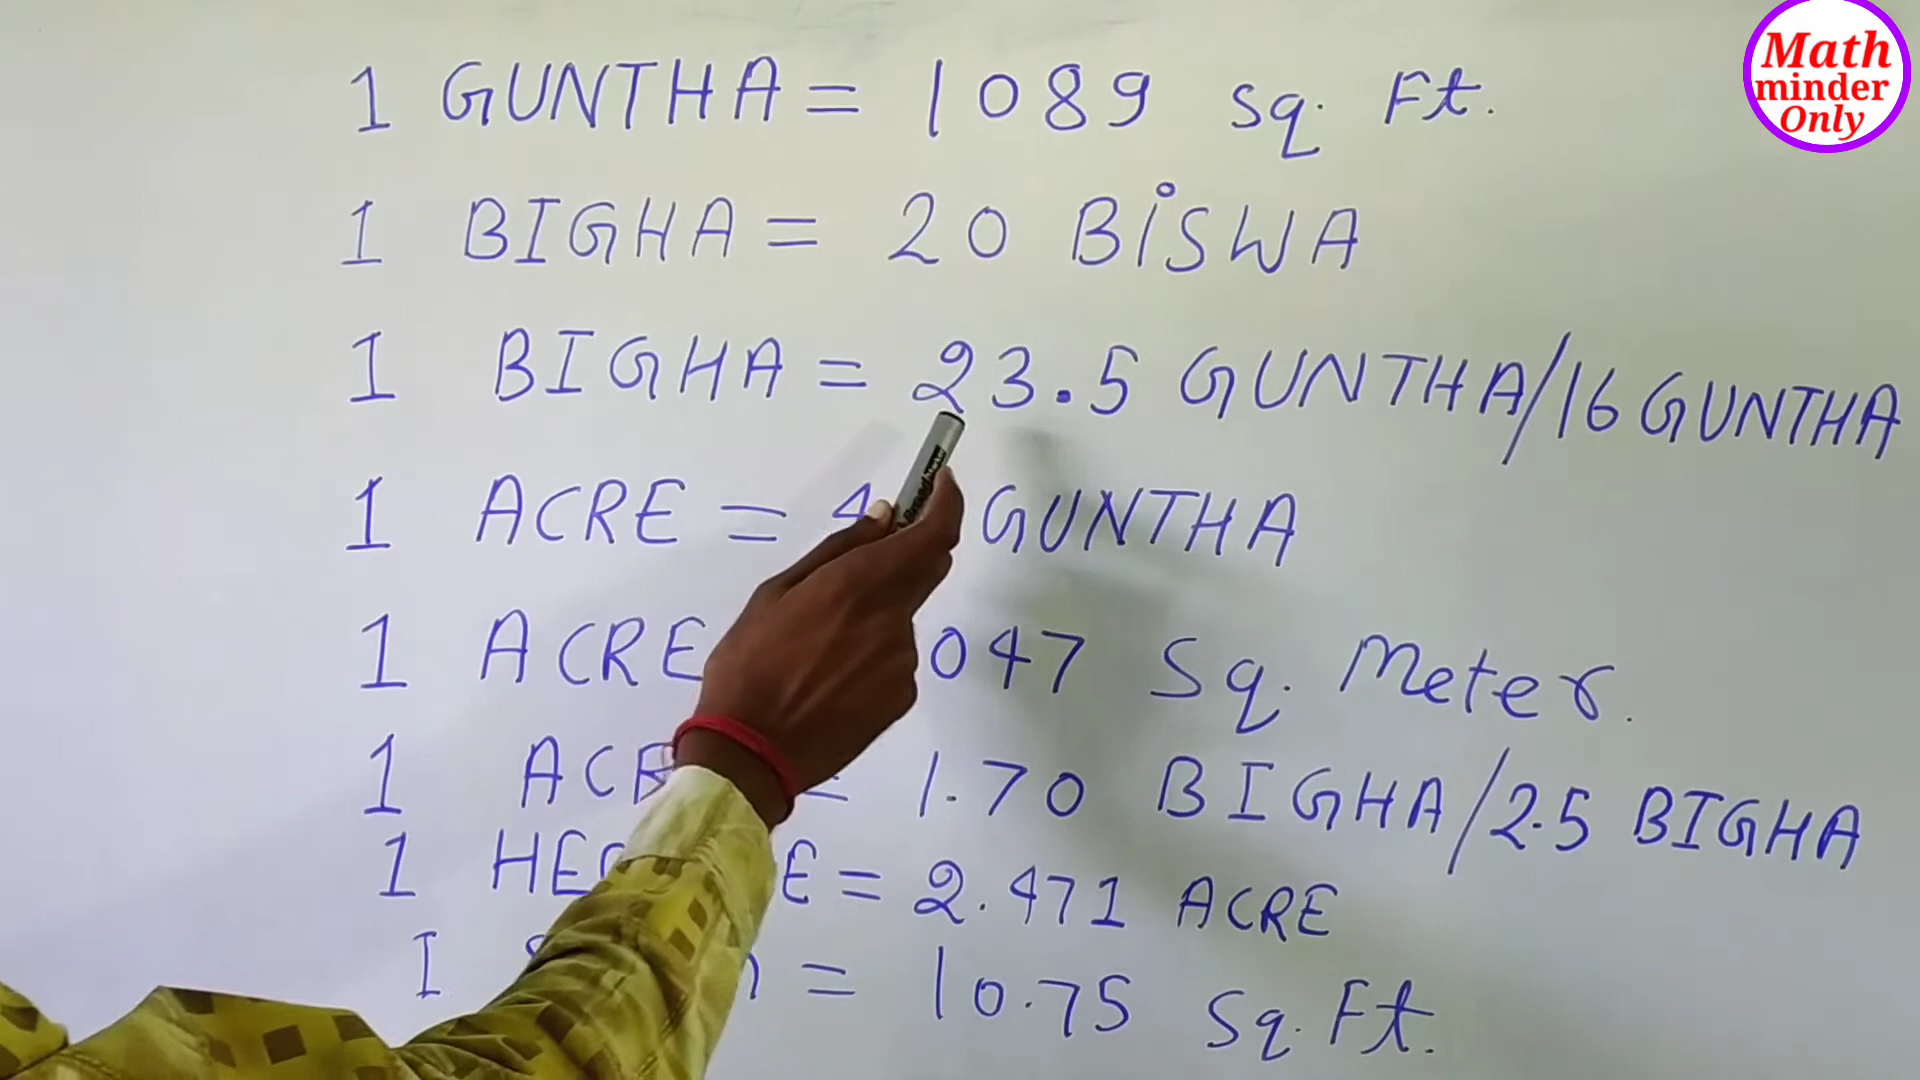 Math
minder
Only
1 GUNTHA = 1089 Sq. Ft.
1 BIGHA = 20 BiSWA
1 BIGHA = 23.5 GUNTHA/16 GUNTHA
1 ACRE = 4 GUNTHA
1 ACRE 047 Sq. Meter.
1 ACR = 1.70 BIGHA/2.5 BIGHA
1 HEC E = 2.471 ACRE
1 = 10.75 Sq. Ft.